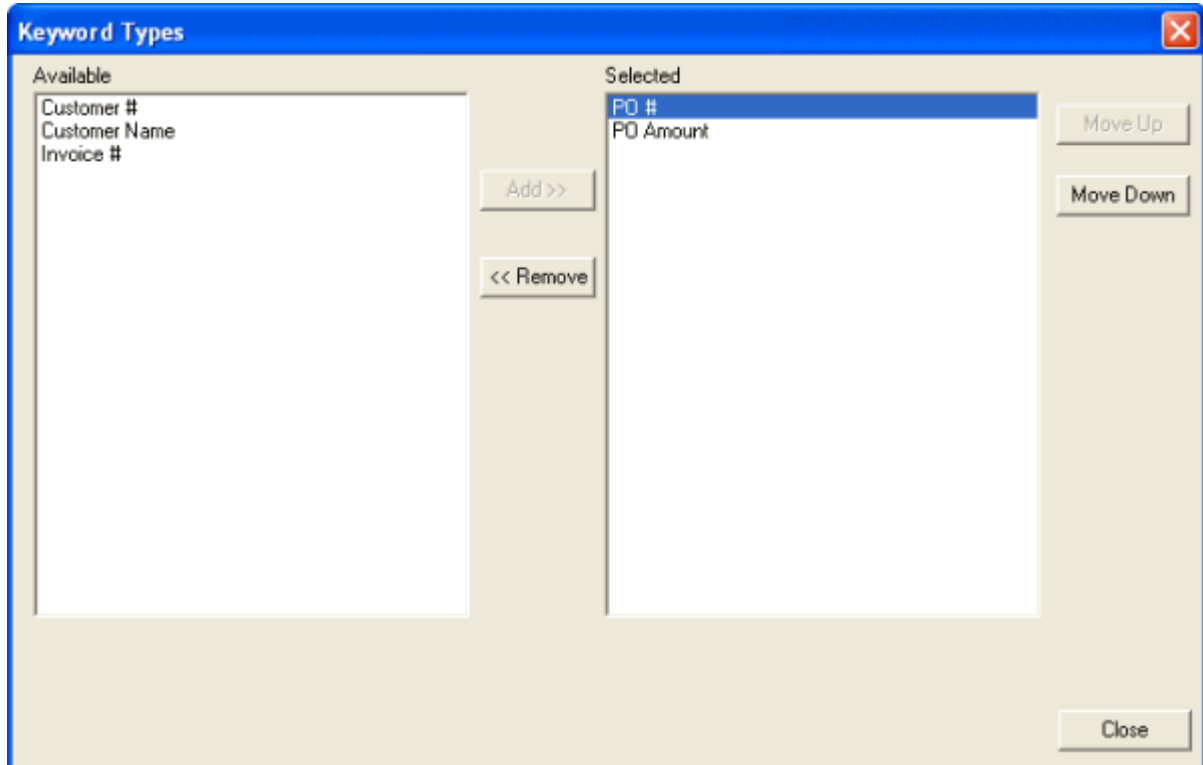 Keyword Types
Available
Customer #
Customer Name
Invoice #
Add >>
<< Remove
Selected
PO #
PO Amount
Move Up
Move Down
Close